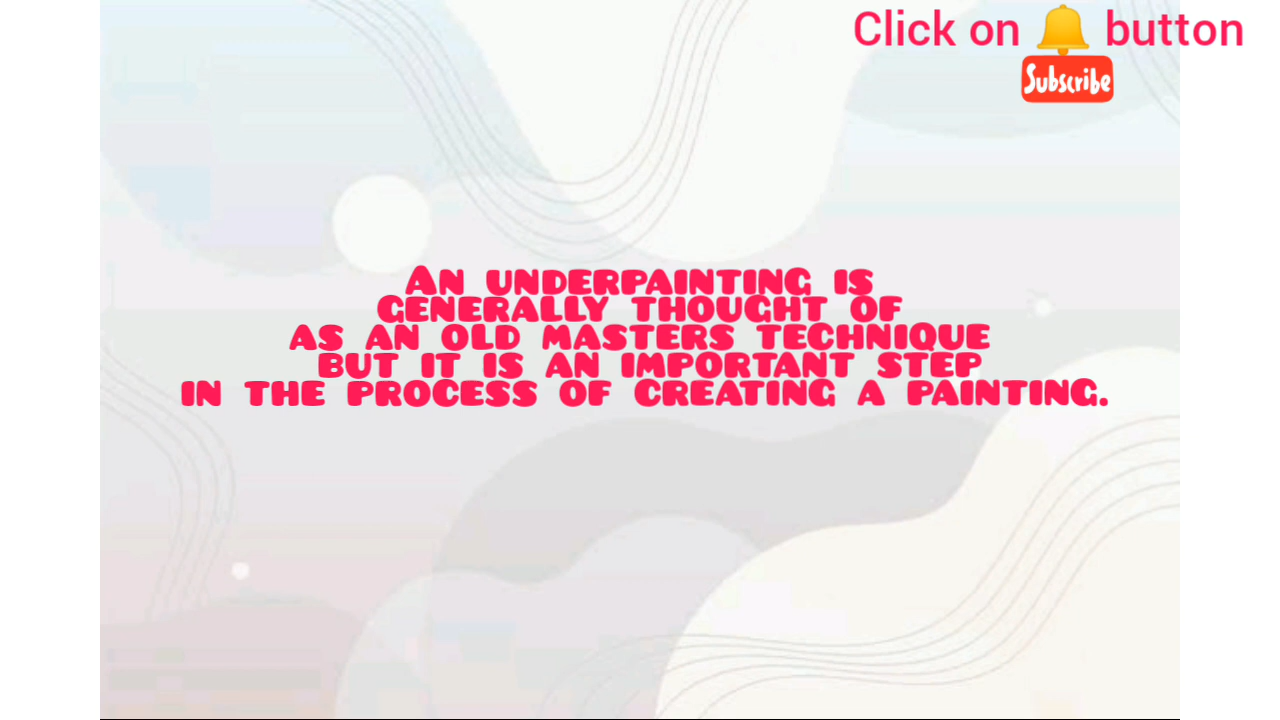 Click on 🔔 button
Subscribe
An underpainting is
generally thought of
as an old masters technique
but it is an important step
in the process of creating a painting.